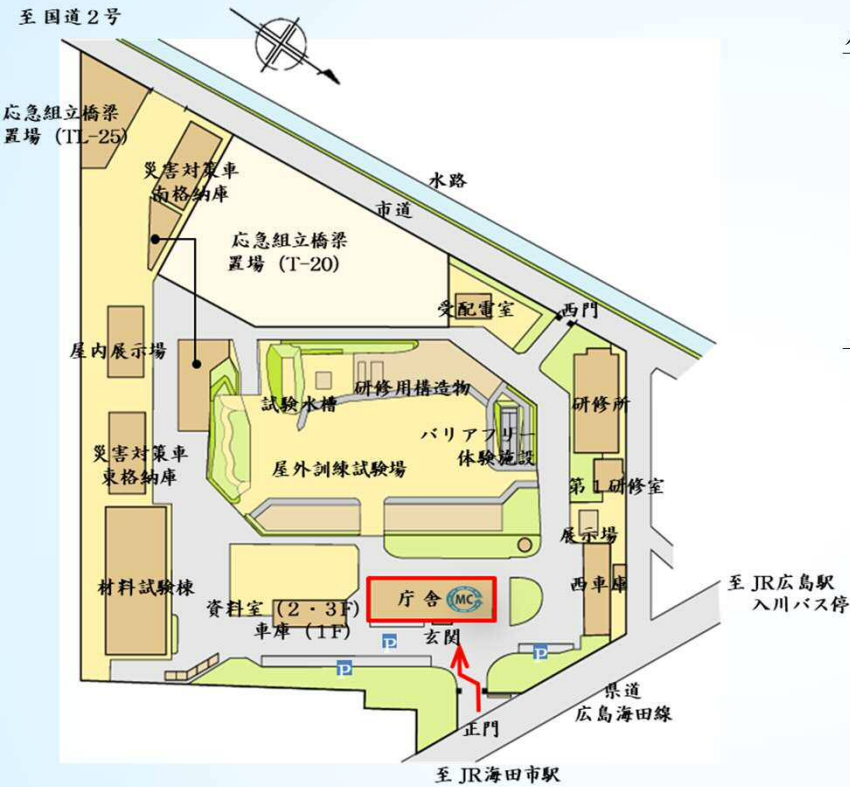 至 国道2号
応急組立橋梁
置場 (TL-25)
災害対策車
南格納庫
水路
市道
応急組立橋梁
置場 (T-20)
受配電室
西門
屋内展示場
試験水槽
研修用構造物
研修所
バリアフリー
体験施設
災害対策車
東格納庫
屋外訓練試験場
第1研修室
展示場
材料試験棟
資料室 (2・3F)
車庫 (1F)
庁舎
MC
西車庫
至 JR広島駅
入川バス停
玄関
P
P
P
県道
広島海田線
正門
至 JR海田市駅